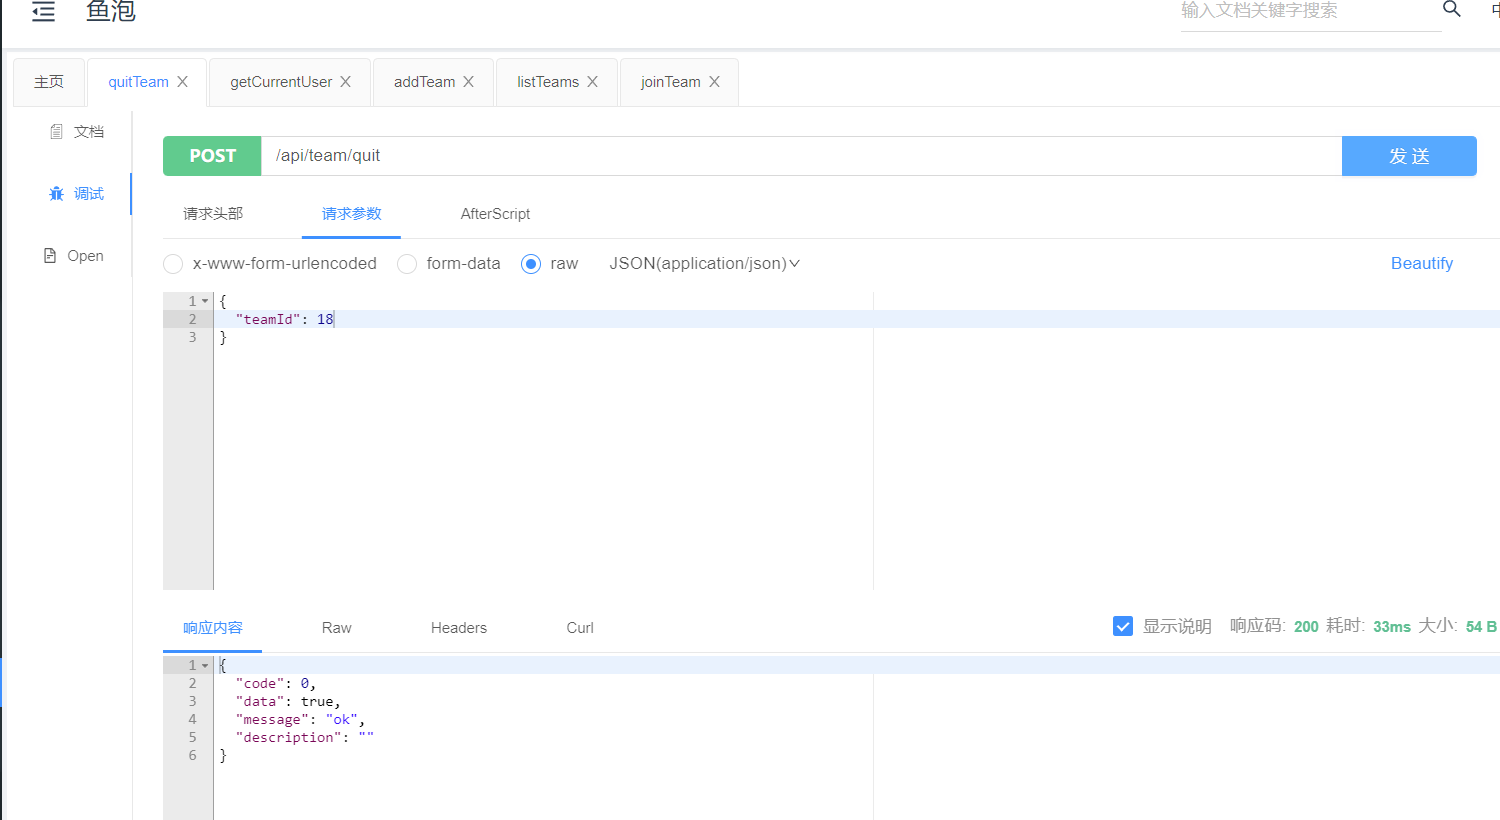 鱼泡
输入文档关键字搜索
主页
quitTeam
getCurrentUser
addTeam
listTeams
joinTeam
文档
调试
Open
POST
/api/team/quit
发 送
请求头部
请求参数
AfterScript
x-www-form-urlencoded
form-data
raw
JSON(application/json)
Beautify
1 {
2 "teamId": 18
3 }
响应内容
Raw
Headers
Curl
显示说明 响应码: 200 耗时: 33ms 大小: 54 B
1 {
2 "code": 0,
3 "data": true,
4 "message": "ok",
5 "description": ""
6 }